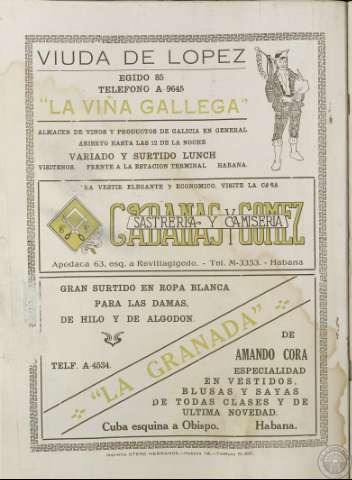 VIUDA DE LOPEZ
EGIDO 85
TELEFONO A-9645
"LA VIÑA GALLEGA"
ALMACEN DE VINOS Y PRODUCTOS DE GALICIA EN GENERAL
ABIERTO HASTA LAS 12 DE LA NOCHE
VARIADO Y SURTIDO LUNCH
VISITENOS. FRENTE A LA ESTACION TERMINAL HABANA.
VESTIR ELEGANTE Y ECONOMICO, VISITE LA CASA
CABANAS Y GOMEZ
SASTRERIA Y CAMISERIA
Apodaca 63, esq. a Revillagigedo. - Tel. M-3353. - Habana
GRAN SURTIDO EN ROPA BLANCA
PARA LAS DAMAS,
DE HILO Y DE ALGODON.
TELF. A-4534.
"LA GRANADA"
DE
AMANDO CORA
ESPECIALIDAD
EN VESTIDOS,
BLUSAS Y SAYAS
DE TODAS CLASES Y DE
ULTIMA NOVEDAD.
Cuba esquina a Obispo. Habana.